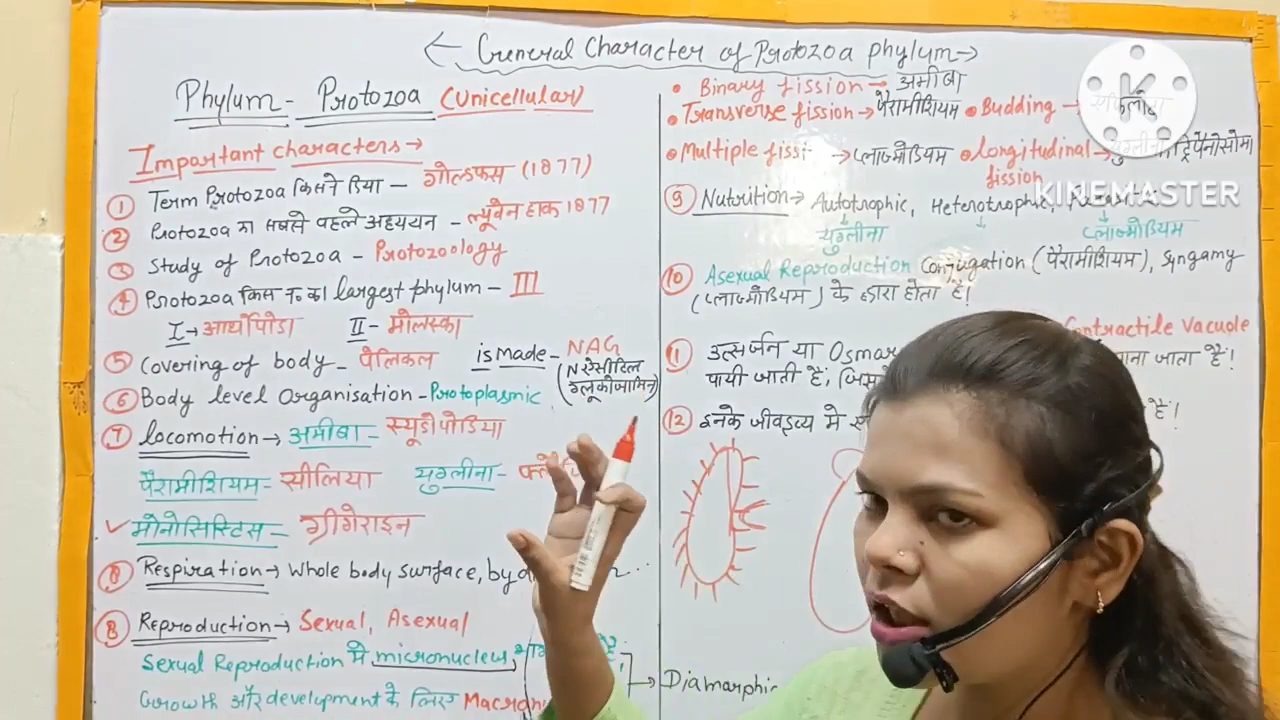 ← General Character of Protozoa phylum →
Phylum - Protozoa (Unicellular)
Important characters →
① Term Protozoa किसने दिया - गोल्डफस (1877)
② Protozoa का सबसे पहले अध्ययन - ल्यूवेन हाक 1877
③ Study of Protozoa - Protozoology
④ Protozoa किस न० का largest phylum - III
I → आर्थोपोडा II - मोलस्का
⑤ Covering of body - पेलिकल is made - NAG
(N ऐसीटिल
ग्लूकोजामिन)
⑥ Body level Organisation - Protoplasmic
⑦ Locomotion → अमीबा - स्यूडोपोडिया
पैरामीशियम - सीलिया युग्लीना -
✓ मोनोसिस्टिस - ग्रीगेराइन
⑧ Respiration → Whole body surface, by
⑧ Reproduction → Sexual, Asexual
Sexual Reproduction मे micronucleus
Growth और development के लिए
Diamarphic
• Binary fission → अमीबा
• Transverse fission → पैरामीशियम • Budding →
• Multiple fissi → प्लाज्मोडियम • Longitudinal → ट्रिपैनोसोमा
fission
⑨ Nutrition → Autotrophic, Heterotrophic,
युग्लीना ↓ प्लाज्मोडियम
⑩ Asexual Reproduction Conjugation (पैरामीशियम), Syngamy
(प्लाज्मोडियम) के द्वारा होता है।
⑪ उत्सर्जन या Osmar Contractile Vacuole
पायी जाती है, जाना जाता है।
⑫ इनके जीवद्रव्य मे है।
K
KINEMASTER